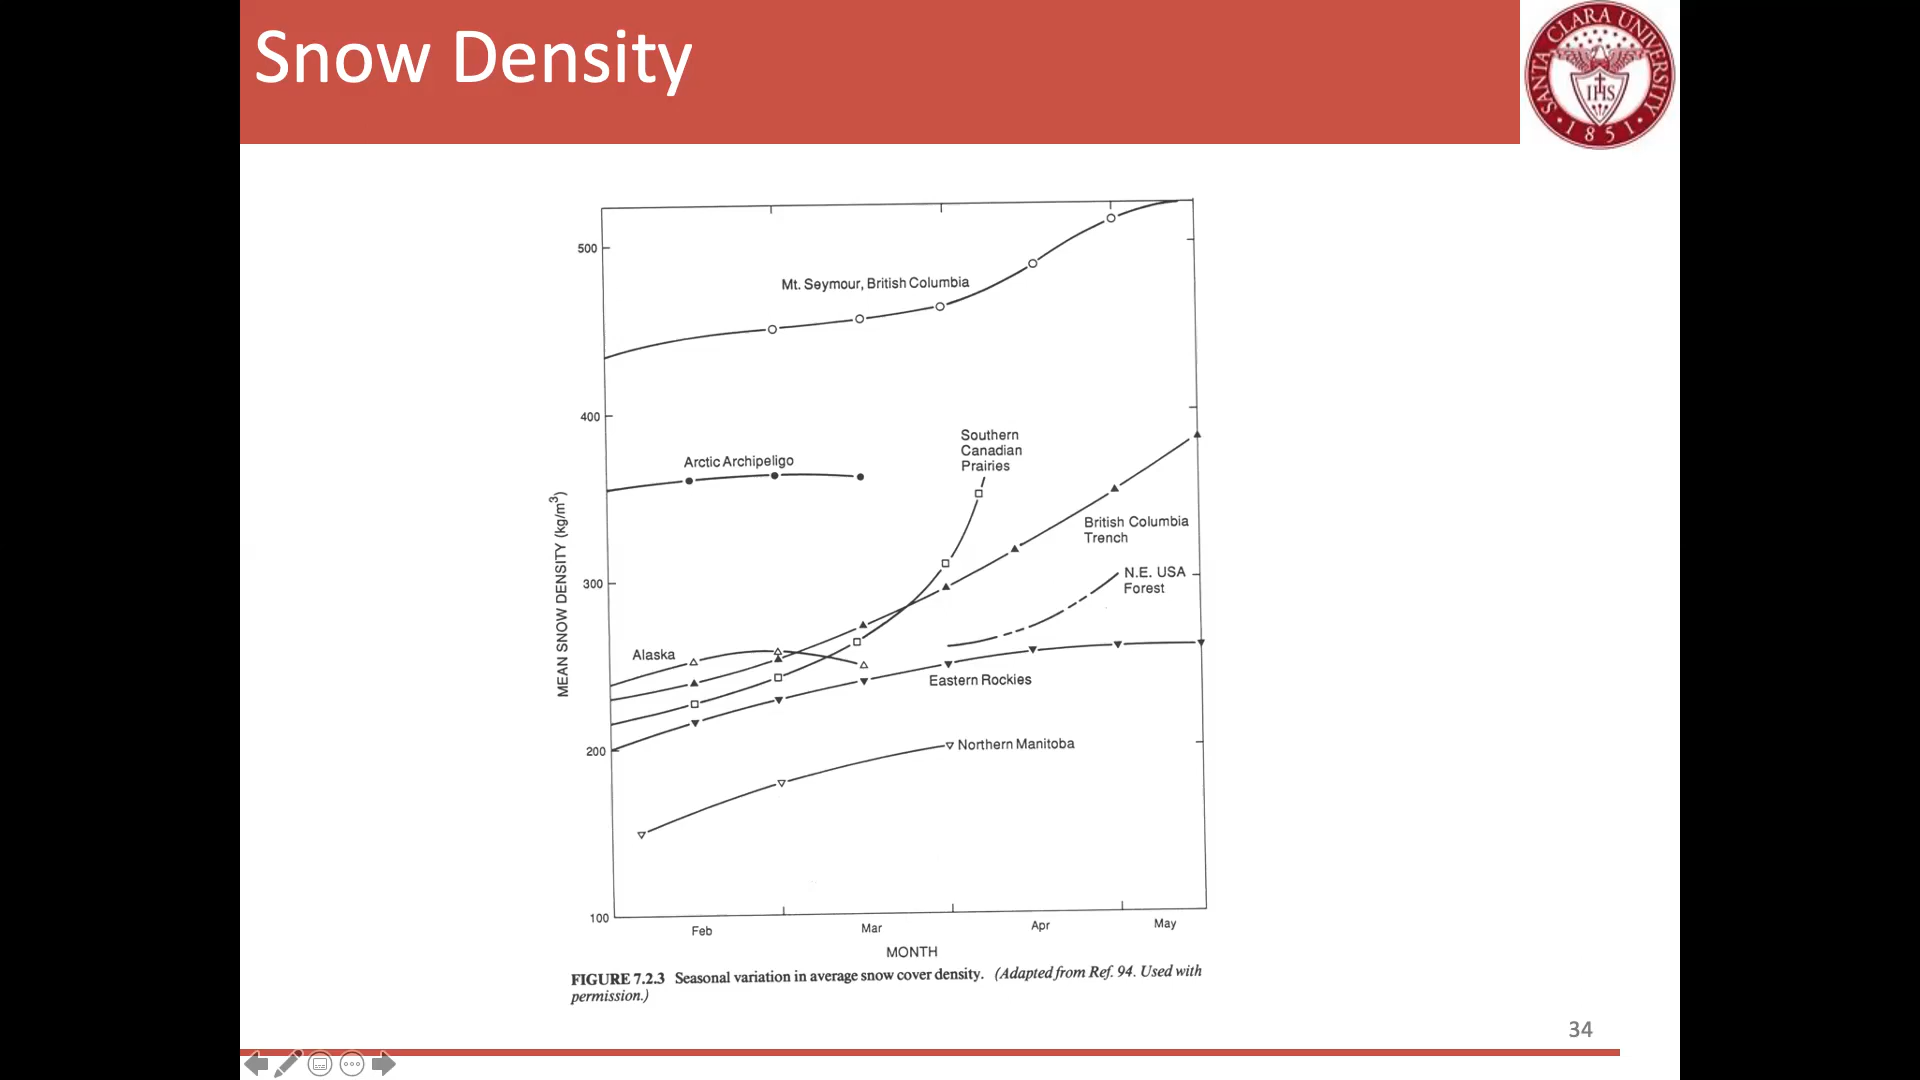 Snow Density
SANTA CLARA UNIVERSITY
IHS
• 1851 •
500
Mt. Seymour, British Columbia
400
Southern
Canadian
Prairies
Arctic Archipeligo
British Columbia
Trench
MEAN SNOW DENSITY (kg/m³)
300
N.E. USA
Forest
Alaska
Eastern Rockies
200
Northern Manitoba
100
Feb Mar Apr May
MONTH
FIGURE 7.2.3 Seasonal variation in average snow cover density. (Adapted from Ref. 94. Used with
permission.)
34